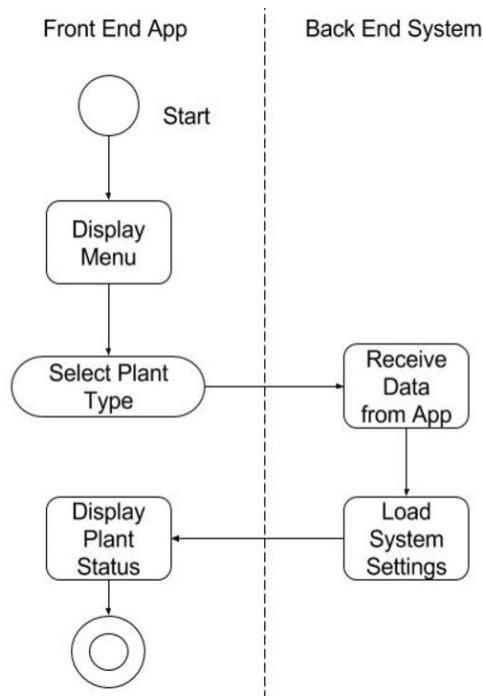 Front End App
Back End System
Start
Display
Menu
Select Plant
Type
Receive
Data
from App
Display
Plant
Status
Load
System
Settings